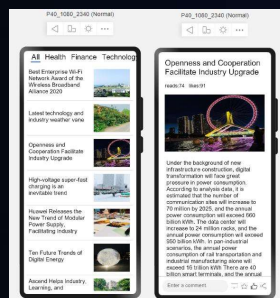 P40_1080_2340 (Normal)
All Health Finance Technology
Best Enterprise Wi-Fi
Network Award of the
Wireless Broadband
Alliance 2020
Latest technology and
industry weather vane
Openness and
Cooperation Facilitate
Industry Upgrade
High-voltage super-fast
charging is an
inevitable trend
Huawei Releases the
New Trend of Modular
Power Supply,
Facilitating Industry
Ten Future Trends of
Digital Energy
Ascend Helps Industry,
Learning, and
P40_1080_2340 (Normal)
Openness and Cooperation
Facilitate Industry Upgrade
reads:74 likes:91
Under the background of new
infrastructure construction, digital
transformation will face great
pressure in power consumption.
According to analysis data, it is
estimated that the number of
communication sites will increase to
70 million by 2025, and the annual
power consumption will exceed 660
billion kWh. The data center will
increase to 24 million racks, and the
annual power consumption will exceed
950 billion kWh. In pan-industrial
scenarios, the annual power
consumption of rail transportation and
industrial manufacturing alone will
exceed 15 trillion kWh There are 40
billion smart terminals, and the annual
Enter a comment